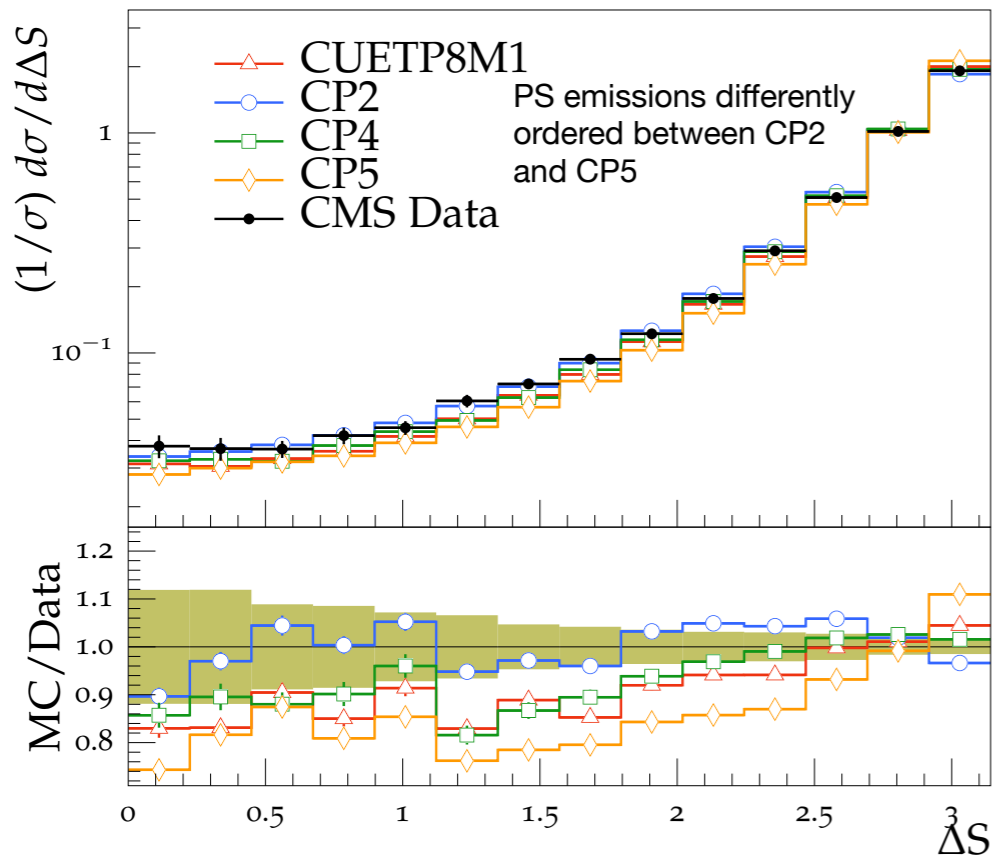 (1/σ) dσ/dΔS
1
10⁻¹
CUETP8M1
CP2
CP4
CP5
CMS Data
PS emissions differently
ordered between CP2
and CP5
MC/Data
1.2
1.1
1.0
0.9
0.8
0 0.5 1 1.5 2 2.5 3
ΔS